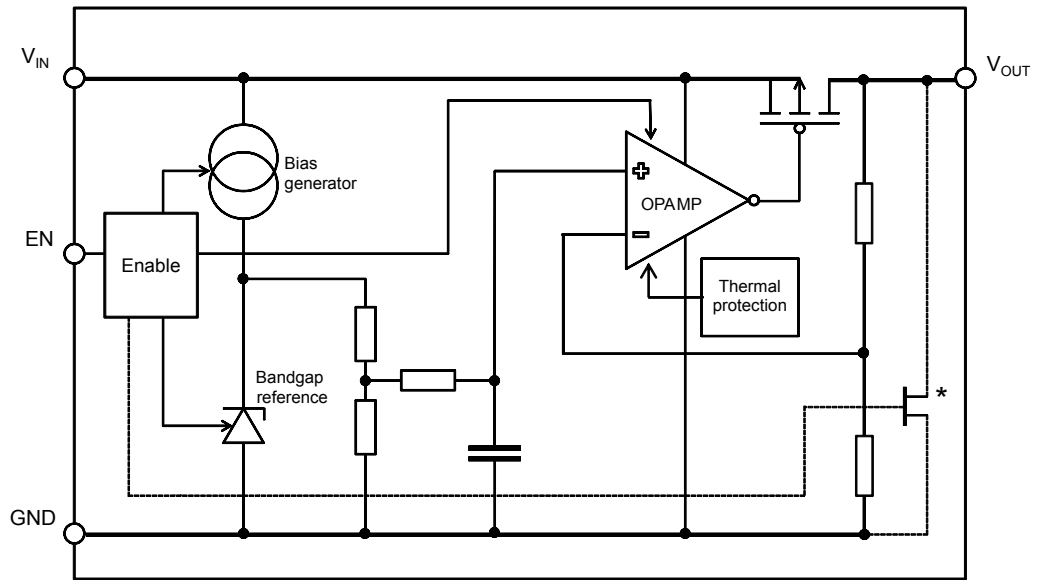 V_IN
V_OUT
Bias
generator
OPAMP
EN
Enable
Thermal
protection
Bandgap
reference
*
GND